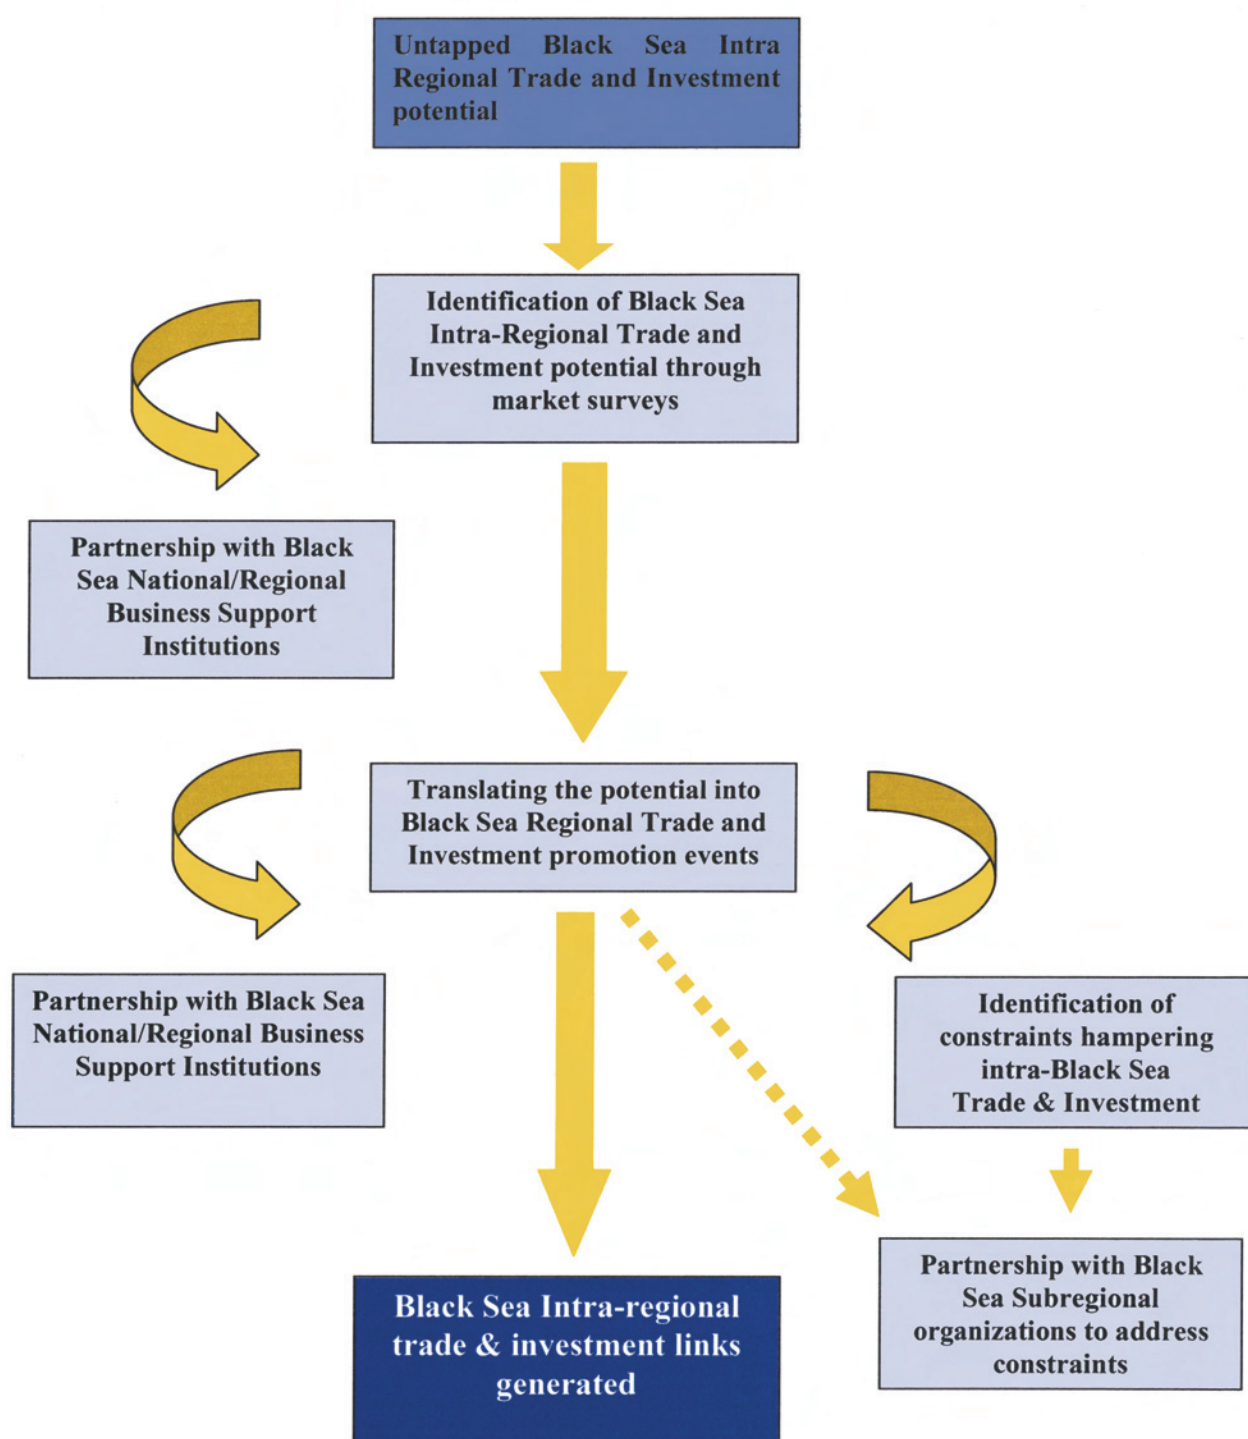 Untapped Black Sea Intra
Regional Trade and Investment
potential
Identification of Black Sea
Intra-Regional Trade and
Investment potential through
market surveys
Partnership with Black
Sea National/Regional
Business Support
Institutions
Translating the potential into
Black Sea Regional Trade and
Investment promotion events
Partnership with Black Sea
National/Regional Business
Support Institutions
Identification of
constraints hampering
intra-Black Sea
Trade & Investment
Partnership with Black
Sea Subregional
organizations to address
constraints
Black Sea Intra-regional
trade & investment links
generated